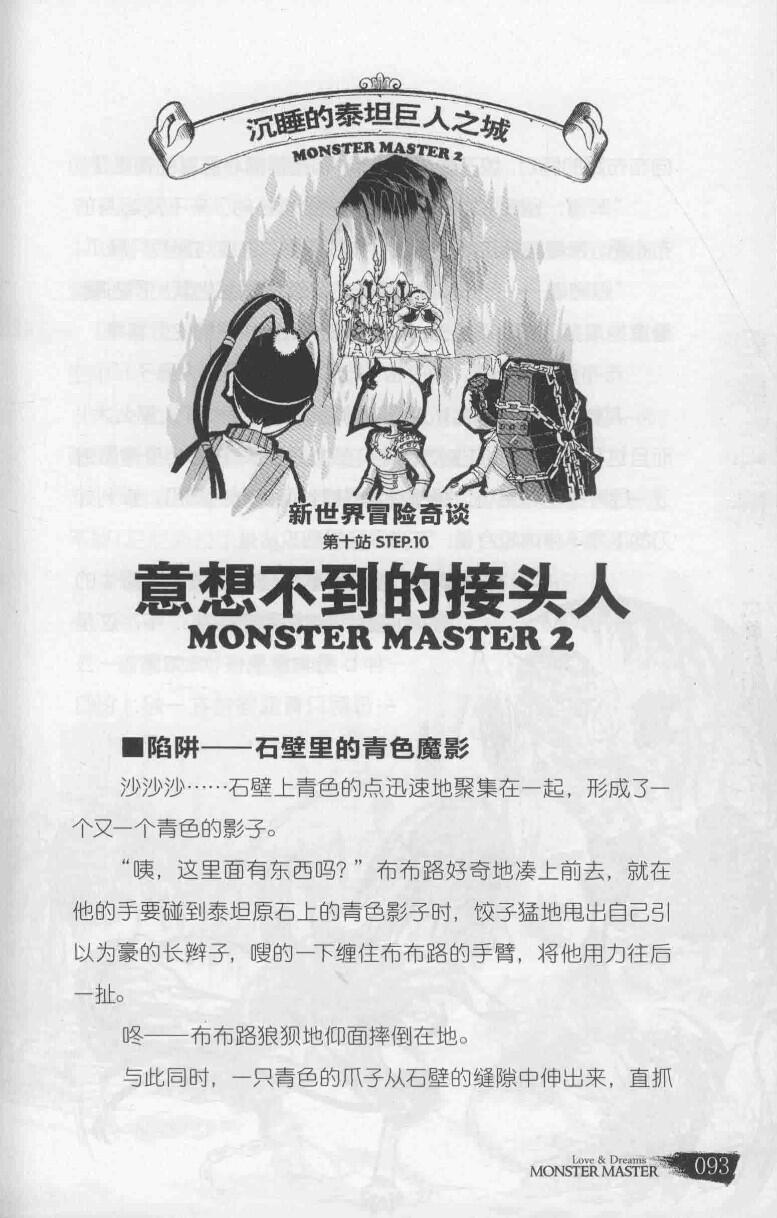 沉睡的泰坦巨人之城
MONSTER MASTER 2
新世界冒险奇谈
第十站 STEP.10
意想不到的接头人
MONSTER MASTER 2
■陷阱——石壁里的青色魔影
沙沙沙……石壁上青色的点迅速地聚集在一起，形成了一
个又一个青色的影子。
“咦，这里面有东西吗？”布布路好奇地凑上前去，就在
他的手要碰到泰坦原石上的青色影子时，饺子猛地甩出自己引
以为豪的长辫子，嗖的一下缠住布布路的手臂，将他用力往后
一扯。
咚——布布路狼狈地仰面摔倒在地。
与此同时，一只青色的爪子从石壁的缝隙中伸出来，直抓
Love & Dreams
MONSTER MASTER
093